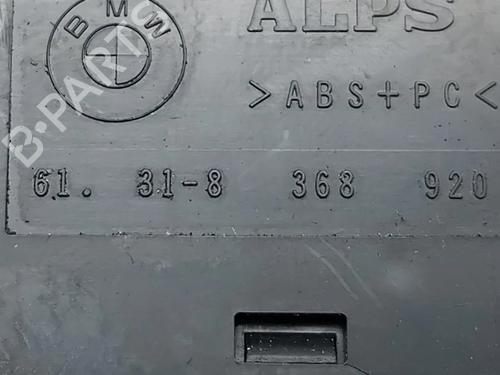 BMW
ALPS
>ABS+PC<
61. 31-8 368 920
B-PARTS